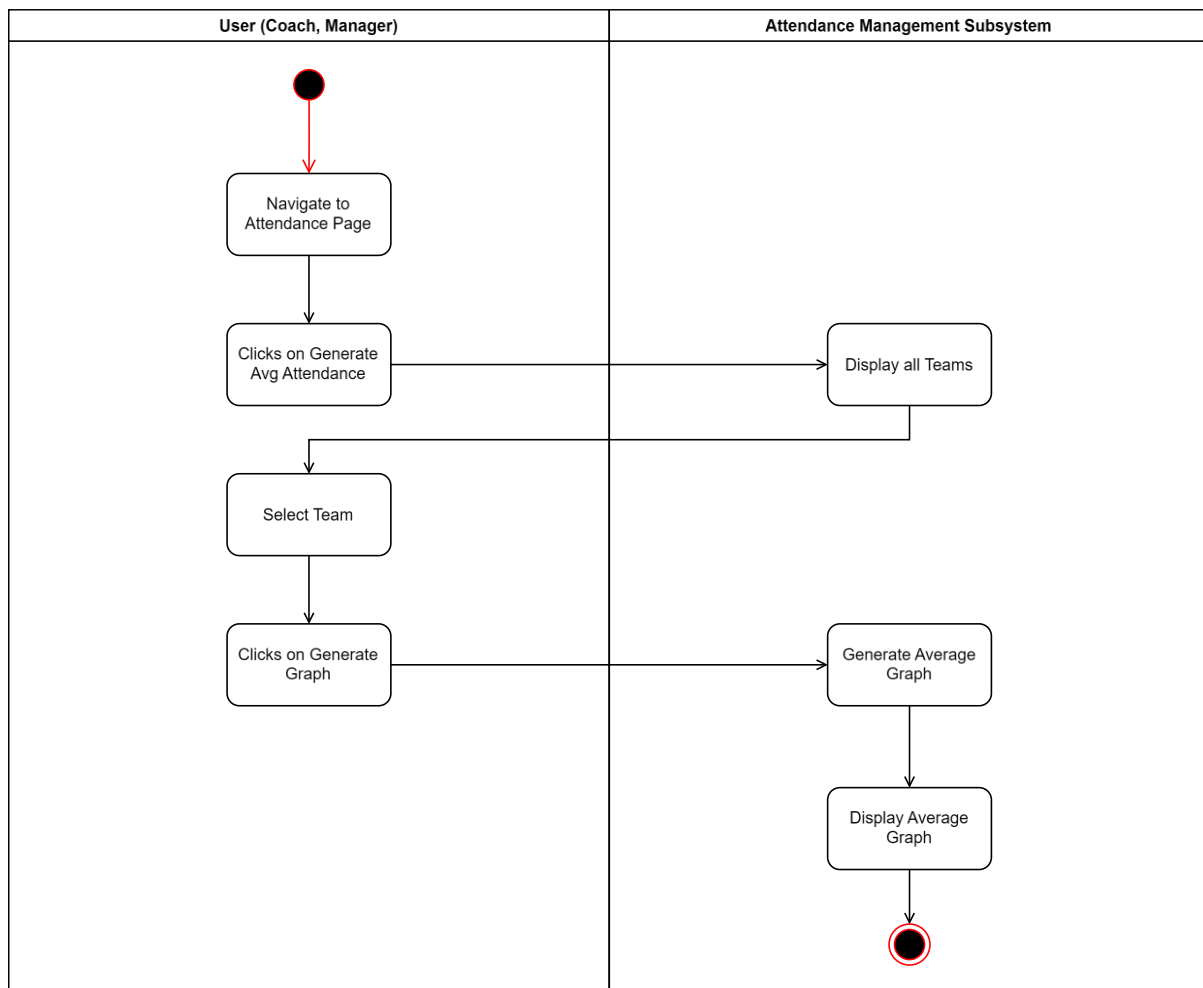 User (Coach, Manager)
Attendance Management Subsystem
Navigate to
Attendance Page
Clicks on Generate
Avg Attendance
Display all Teams
Select Team
Clicks on Generate
Graph
Generate Average
Graph
Display Average
Graph